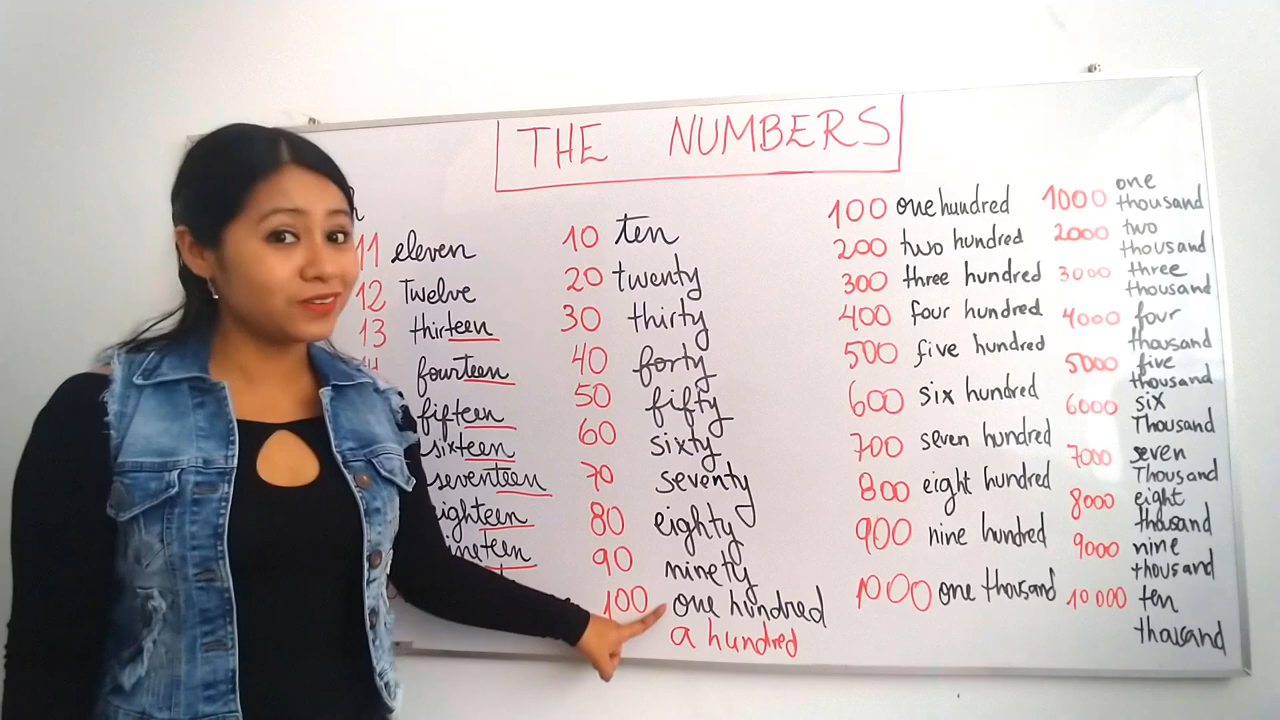 THE NUMBERS
11 eleven
12 Twelve
13 thirteen
fourteen
fifteen
sixteen
seventeen
10 ten
20 twenty
30 thirty
40 forty
50 fifty
60 sixty
70 seventy
80 eighty
90 ninety
100 one hundred
a hundred
100 one hundred
200 two hundred
300 three hundred
400 four hundred
500 five hundred
600 six hundred
700 seven hundred
800 eight hundred
900 nine hundred
1000 one thousand
1000 one
thousand
2000 two
thousand
3000 three
thousand
4000 four
thousand
5000 five
thousand
6000 six
Thousand
7000 seven
Thousand
8000 eight
thousand
9000 nine
thousand
10 000 ten
thousand